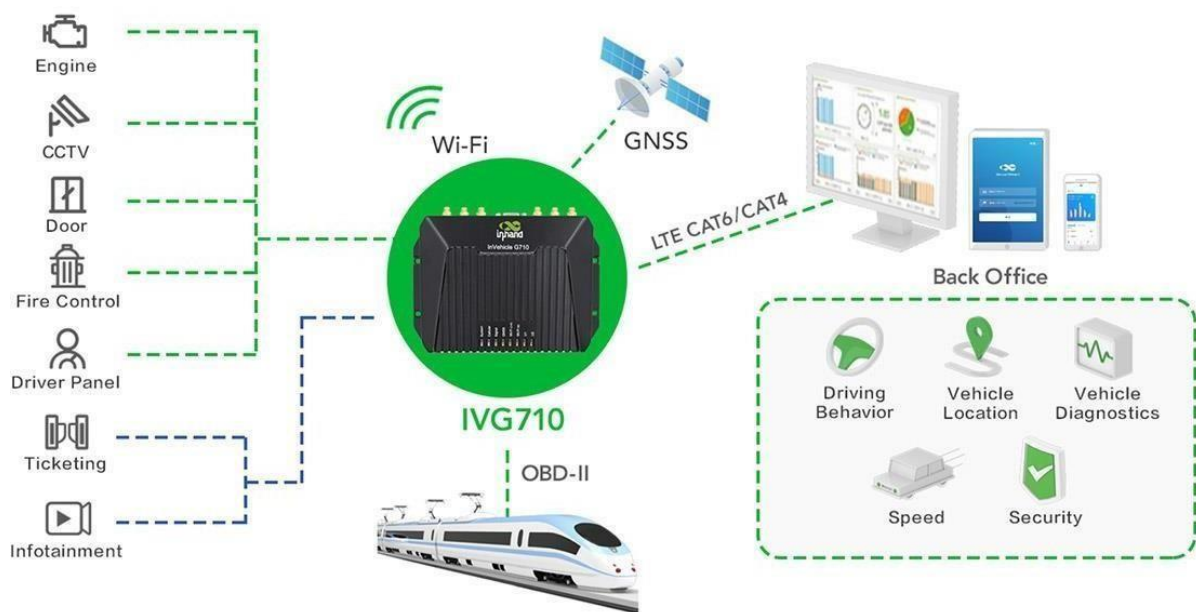 Engine
CCTV
Door
Fire Control
Driver Panel
Ticketing
Infotainment
Wi-Fi
GNSS
inhand
InVehicle G710
IVG710
OBD-II
LTE CAT6/CAT4
Back Office
Driving
Behavior
Vehicle
Location
Vehicle
Diagnostics
Speed
Security